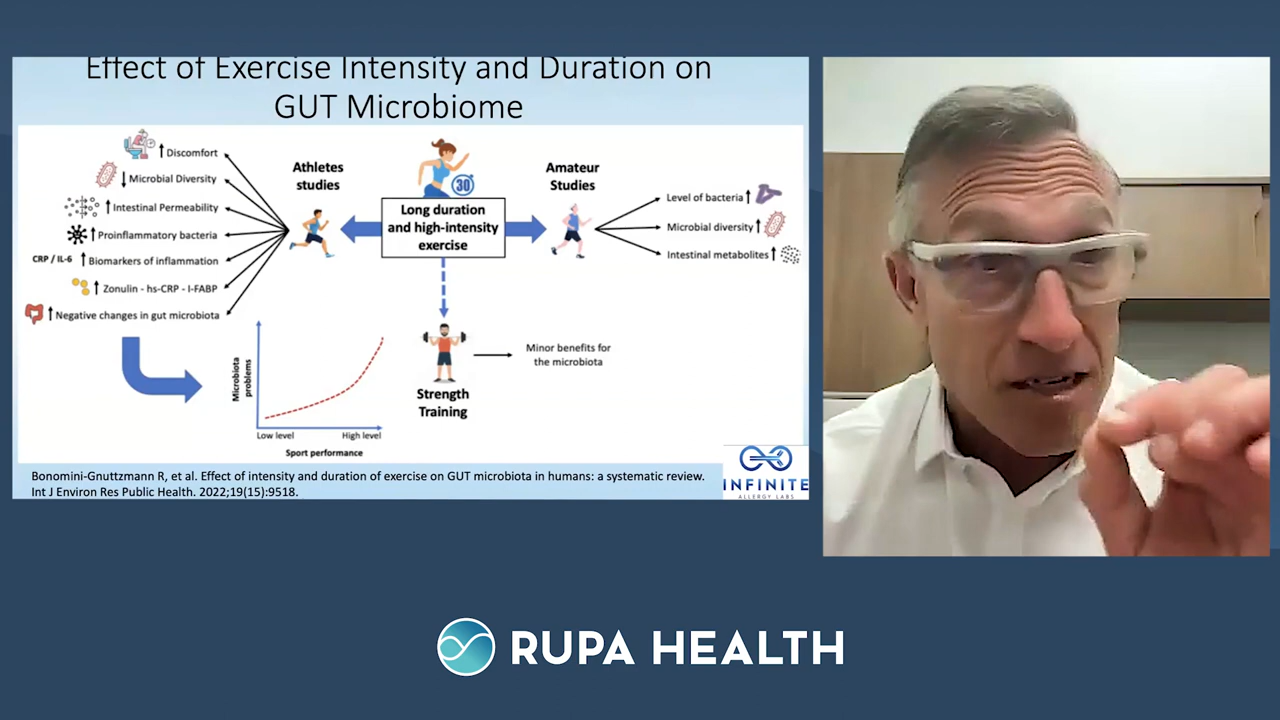 Effect of Exercise Intensity and Duration on
GUT Microbiome
Athletes
studies
Discomfort
Microbial Diversity
Intestinal Permeability
Proinflammatory bacteria
CRP / IL-6
Biomarkers of inflammation
Zonulin - hs-CRP - I-FABP
Negative changes in gut microbiota
30
Long duration
and high-intensity
exercise
Amateur
Studies
Level of bacteria
Microbial diversity
Intestinal metabolites
Microbiota
problems
Low level
High level
Sport performance
Strength
Training
Minor benefits for
the microbiota
Bonomini-Gnuttzmann R, et al. Effect of intensity and duration of exercise on GUT microbiota in humans: a systematic review.
Int J Environ Res Public Health. 2022;19(15):9518.
INFINITE
ALLERGY LABS
RUPA HEALTH